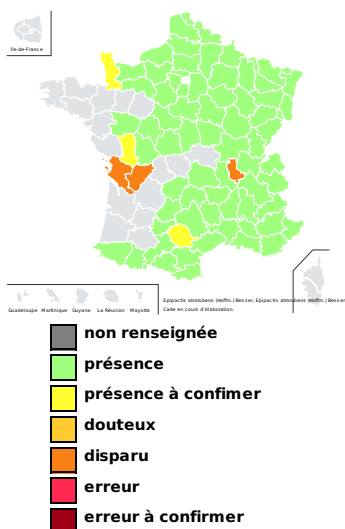 Île-de-France
Guadeloupe Martinique Guyane La Réunion Mayotte
Epipactis atrorubens (Hoffm.) Besser, Epipactis atrorubens (Hoffm.) Besser
Carte en cours d'élaboration.
non renseignée
présence
présence à confimer
douteux
disparu
erreur
erreur à confirmer